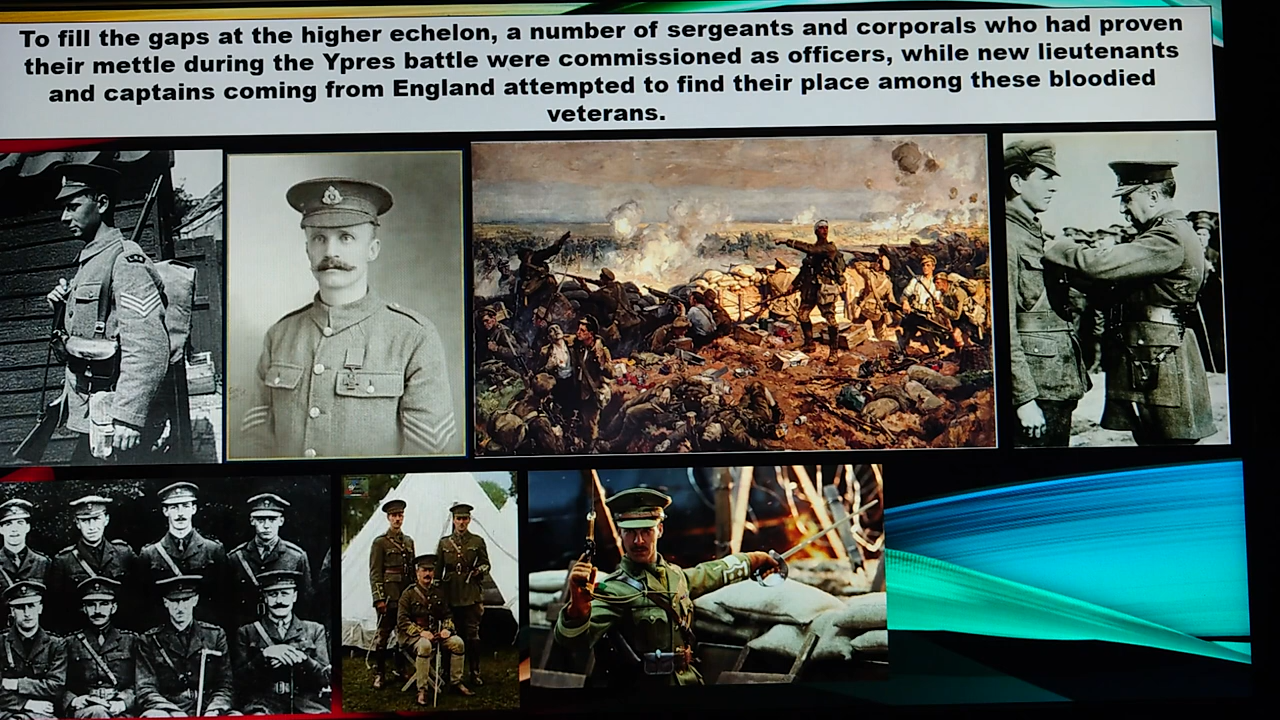 To fill the gaps at the higher echelon, a number of sergeants and corporals who had proven
their mettle during the Ypres battle were commissioned as officers, while new lieutenants
and captains coming from England attempted to find their place among these bloodied
veterans.